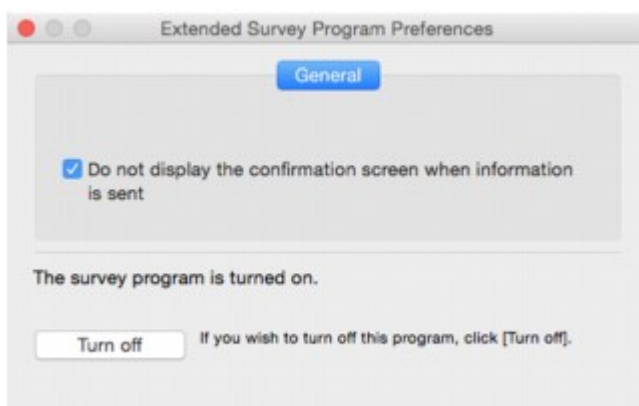 Extended Survey Program Preferences
General
Do not display the confirmation screen when information
is sent
The survey program is turned on.
Turn off
If you wish to turn off this program, click [Turn off].